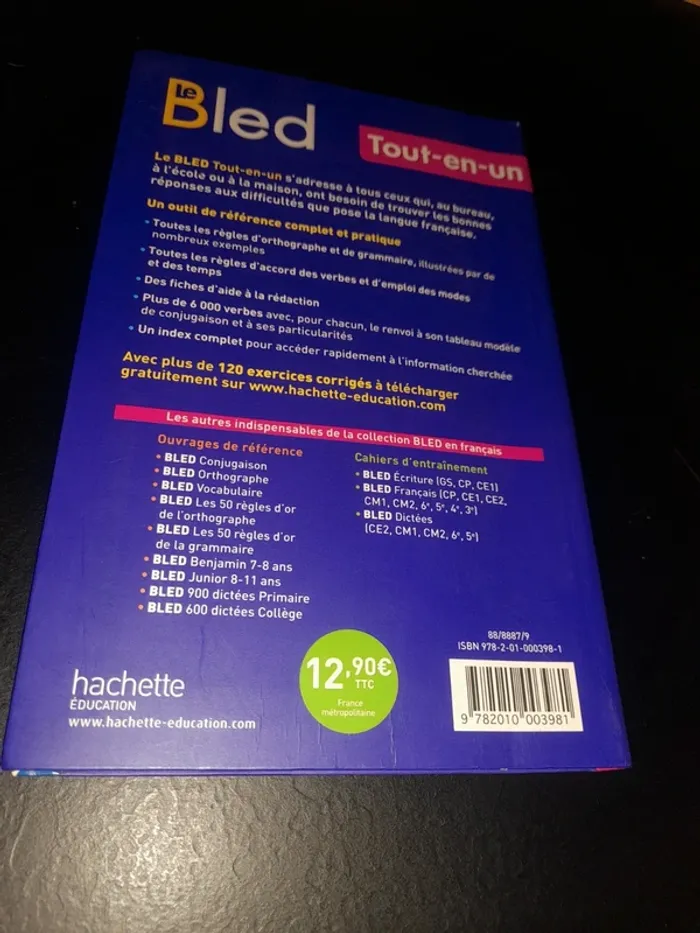 Le Bled
Tout-en-un
Le BLED Tout-en-un s'adresse à tous ceux qui, au bureau,
à l'école ou à la maison, ont besoin de trouver les bonnes
réponses aux difficultés que pose la langue française.
Un outil de référence complet et pratique
• Toutes les règles d'orthographe et de grammaire, illustrées par de
nombreux exemples
• Toutes les règles d'accord des verbes et d'emploi des modes
et des temps
• Des fiches d'aide à la rédaction
• Plus de 6 000 verbes avec, pour chacun, le renvoi à son tableau modèle
de conjugaison et à ses particularités
• Un index complet pour accéder rapidement à l'information cherchée
Avec plus de 120 exercices corrigés à télécharger
gratuitement sur www.hachette-education.com
Les autres indispensables de la collection BLED en français
Ouvrages de référence
• BLED Conjugaison
• BLED Orthographe
• BLED Vocabulaire
• BLED Les 50 règles d'or
de l'orthographe
• BLED Les 50 règles d'or
de la grammaire
• BLED Benjamin 7-8 ans
• BLED Junior 8-11 ans
• BLED 900 dictées Primaire
• BLED 600 dictées Collège
Cahiers d'entraînement
• BLED Écriture (GS, CP, CE1)
• BLED Français (CP, CE1, CE2,
CM1, CM2, 6e, 5e, 4e, 3e)
• BLED Dictées
(CE2, CM1, CM2, 6e, 5e)
hachette
ÉDUCATION
www.hachette-education.com
12,90€
TTC
France
métropolitaine
88/8887/9
ISBN 978-2-01-000398-1
9 782010 003981